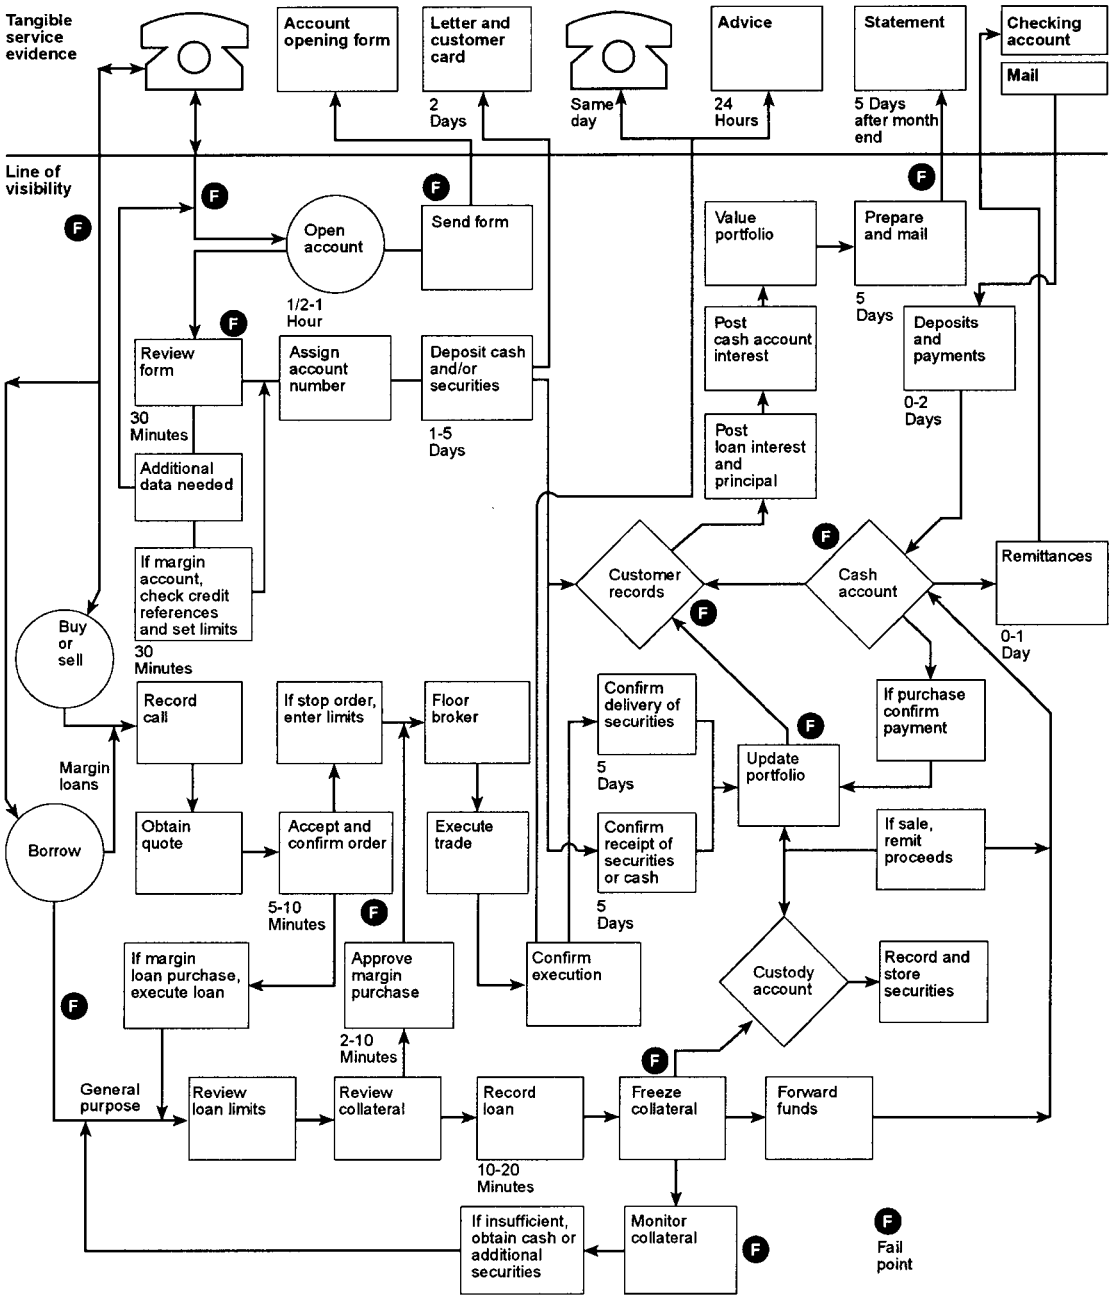 Tangible
service
evidence
Account
opening form
Letter and
customer
card
2
Days
Same
day
Advice
24
Hours
Statement
5 Days
after month
end
Checking
account
Mail
Line of
visibility
F
F
F
F
Open
account
1/2-1
Hour
Send form
Value
portfolio
Prepare
and mail
5
Days
F
Review
form
30
Minutes
Assign
account
number
Deposit cash
and/or
securities
1-5
Days
Post
cash account
interest
Deposits
and
payments
0-2
Days
Additional
data needed
Post
loan interest
and
principal
If margin
account,
check credit
references
and set limits
30
Minutes
Customer
records
F
F
Cash
account
Remittances
0-1
Day
Buy
or
sell
Record
call
If stop order,
enter limits
Floor
broker
Confirm
delivery of
securities
5
Days
F
Update
portfolio
If purchase
confirm
payment
Margin
loans
Borrow
Obtain
quote
Accept and
confirm order
5-10
Minutes
F
Execute
trade
Confirm
receipt of
securities
or cash
5
Days
If sale,
remit
proceeds
F
If margin
loan purchase,
execute loan
Approve
margin
purchase
2-10
Minutes
Confirm
execution
Custody
account
Record and
store
securities
General
purpose
Review
loan limits
Review
collateral
Record
loan
10-20
Minutes
F
Freeze
collateral
Forward
funds
If insufficient,
obtain cash or
additional
securities
Monitor
collateral
F
F
Fail
point